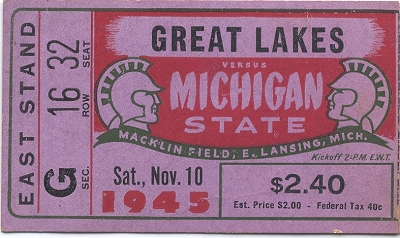 EAST STAND
16 32
ROW SEAT
G
SEC.
GREAT LAKES
VERSUS
MICHIGAN
STATE
MACKLIN FIELD, E. LANSING, MICH.
Kickoff 2:P.M. E.W.T.
Sat., Nov. 10
1945
$2.40
Est. Price $2.00 - Federal Tax 40c